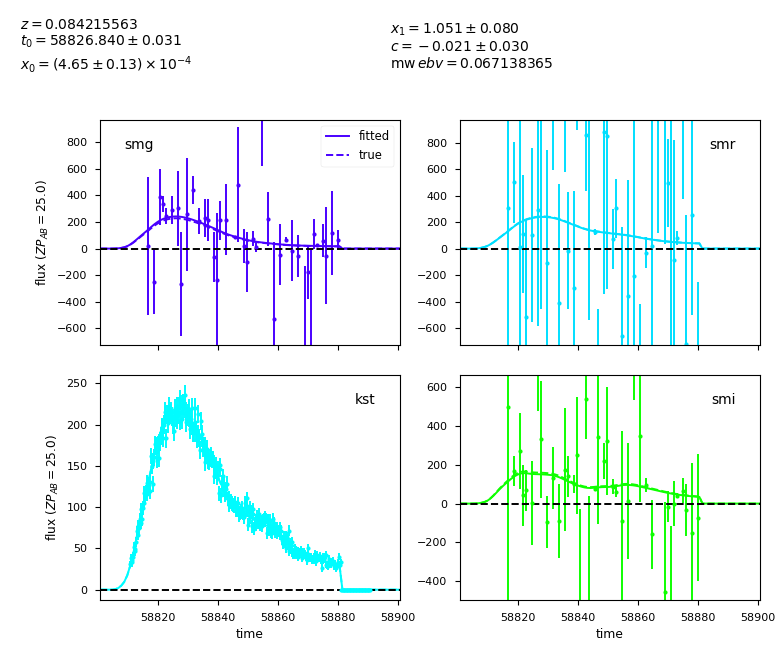 z = 0.084215563
t₀ = 58826.840 ± 0.031
x₀ = (4.65 ± 0.13) × 10⁻⁴
x₁ = 1.051 ± 0.080
c = −0.021 ± 0.030
mw ebv = 0.067138365
smg
fitted
true
800
600
400
200
0
−200
−400
−600
flux (ZP_AB = 25.0)
smr
800
600
400
200
0
−200
−400
−600
kst
250
200
150
100
50
0
flux (ZP_AB = 25.0)
58820
58840
58860
58880
58900
time
smi
600
400
200
0
−200
−400
58820
58840
58860
58880
58900
time